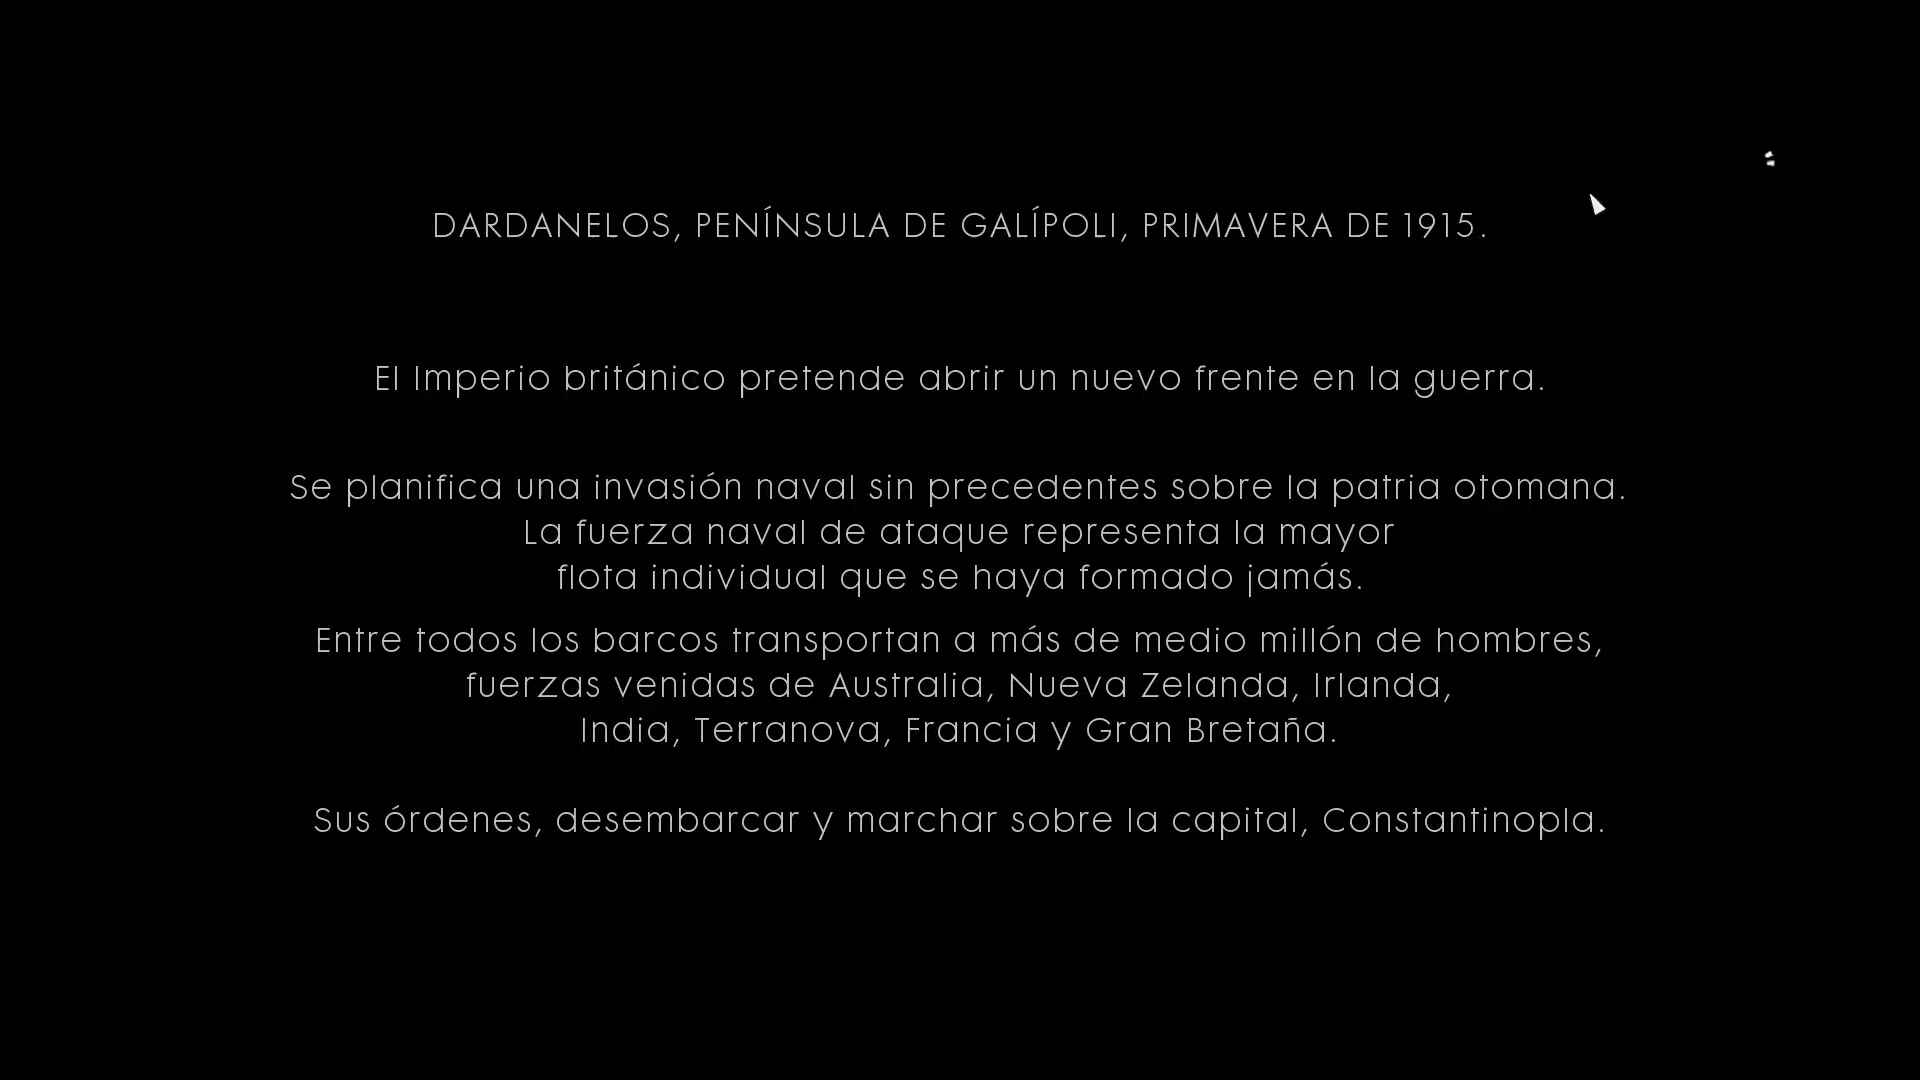 DARDANELOS, PENÍNSULA DE GALÍPOLI, PRIMAVERA DE 1915.
El Imperio británico pretende abrir un nuevo frente en la guerra.
Se planifica una invasión naval sin precedentes sobre la patria otomana.
La fuerza naval de ataque representa la mayor
flota individual que se haya formado jamás.
Entre todos los barcos transportan a más de medio millón de hombres,
fuerzas venidas de Australia, Nueva Zelanda, Irlanda,
India, Terranova, Francia y Gran Bretaña.
Sus órdenes, desembarcar y marchar sobre la capital, Constantinopla.